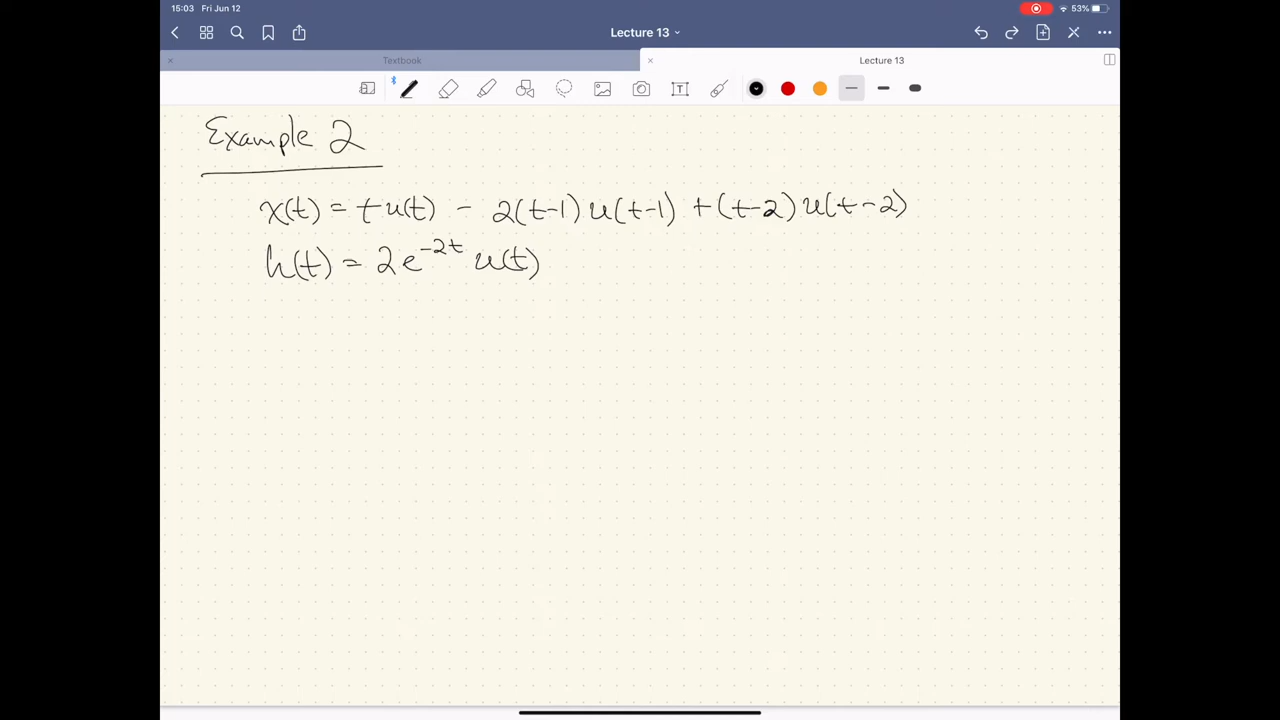 15:03 Fri Jun 12
53%
Lecture 13
Textbook
Lecture 13
Example 2
x(t) = t u(t) - 2(t-1) u(t-1) + (t-2) u(t-2)
h(t) = 2e^{-2t} u(t)